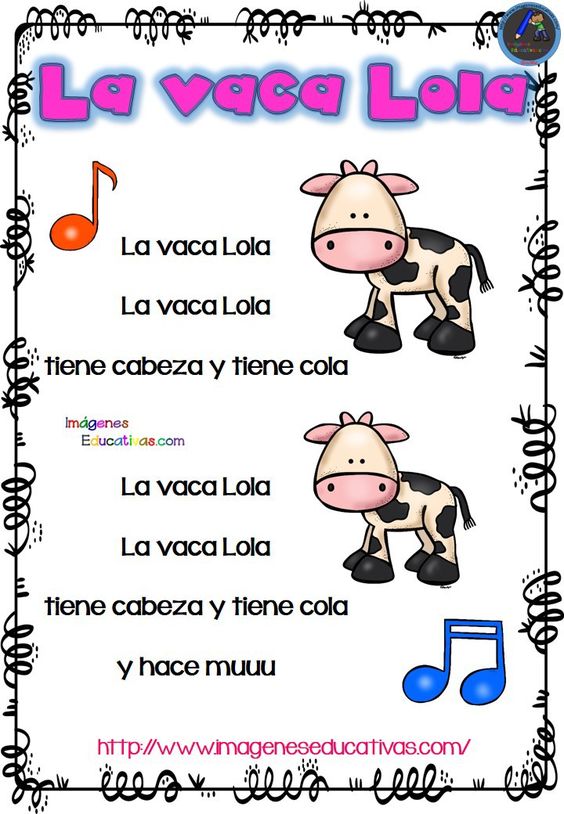 La vaca Lola
La vaca Lola
La vaca Lola
tiene cabeza y tiene cola
Imágenes
Educativas.com
La vaca Lola
La vaca Lola
tiene cabeza y tiene cola
y hace muuu
http://www.imageneseducativas.com/